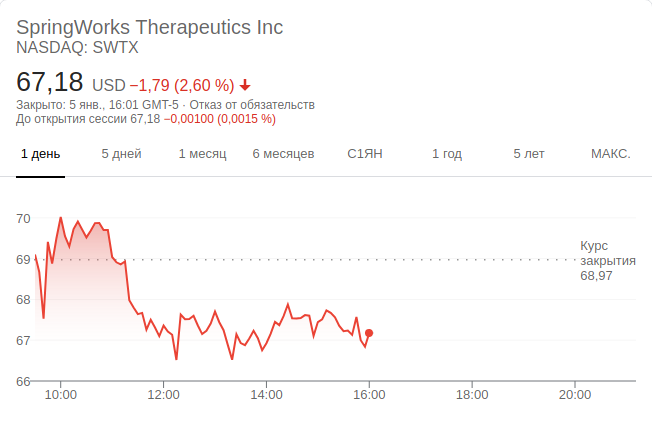 SpringWorks Therapeutics Inc
NASDAQ: SWTX
67,18 USD −1,79 (2,60 %)
Закрыто: 5 янв., 16:01 GMT-5 · Отказ от обязательств
До открытия сессии 67,18 −0,00100 (0,0015 %)
1 день 5 дней 1 месяц 6 месяцев С1ЯН 1 год 5 лет МАКС.
70
69
68
67
66
Курс
закрытия
68,97
10:00 12:00 14:00 16:00 18:00 20:00